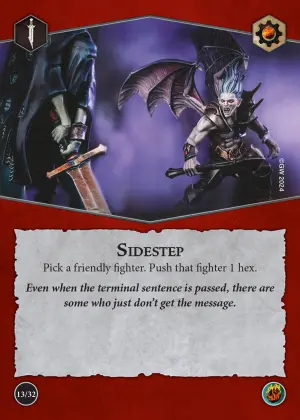 ©GW 2024
SIDESTEP
Pick a friendly fighter. Push that fighter 1 hex.
Even when the terminal sentence is passed, there are
some who just don't get the message.
13/32